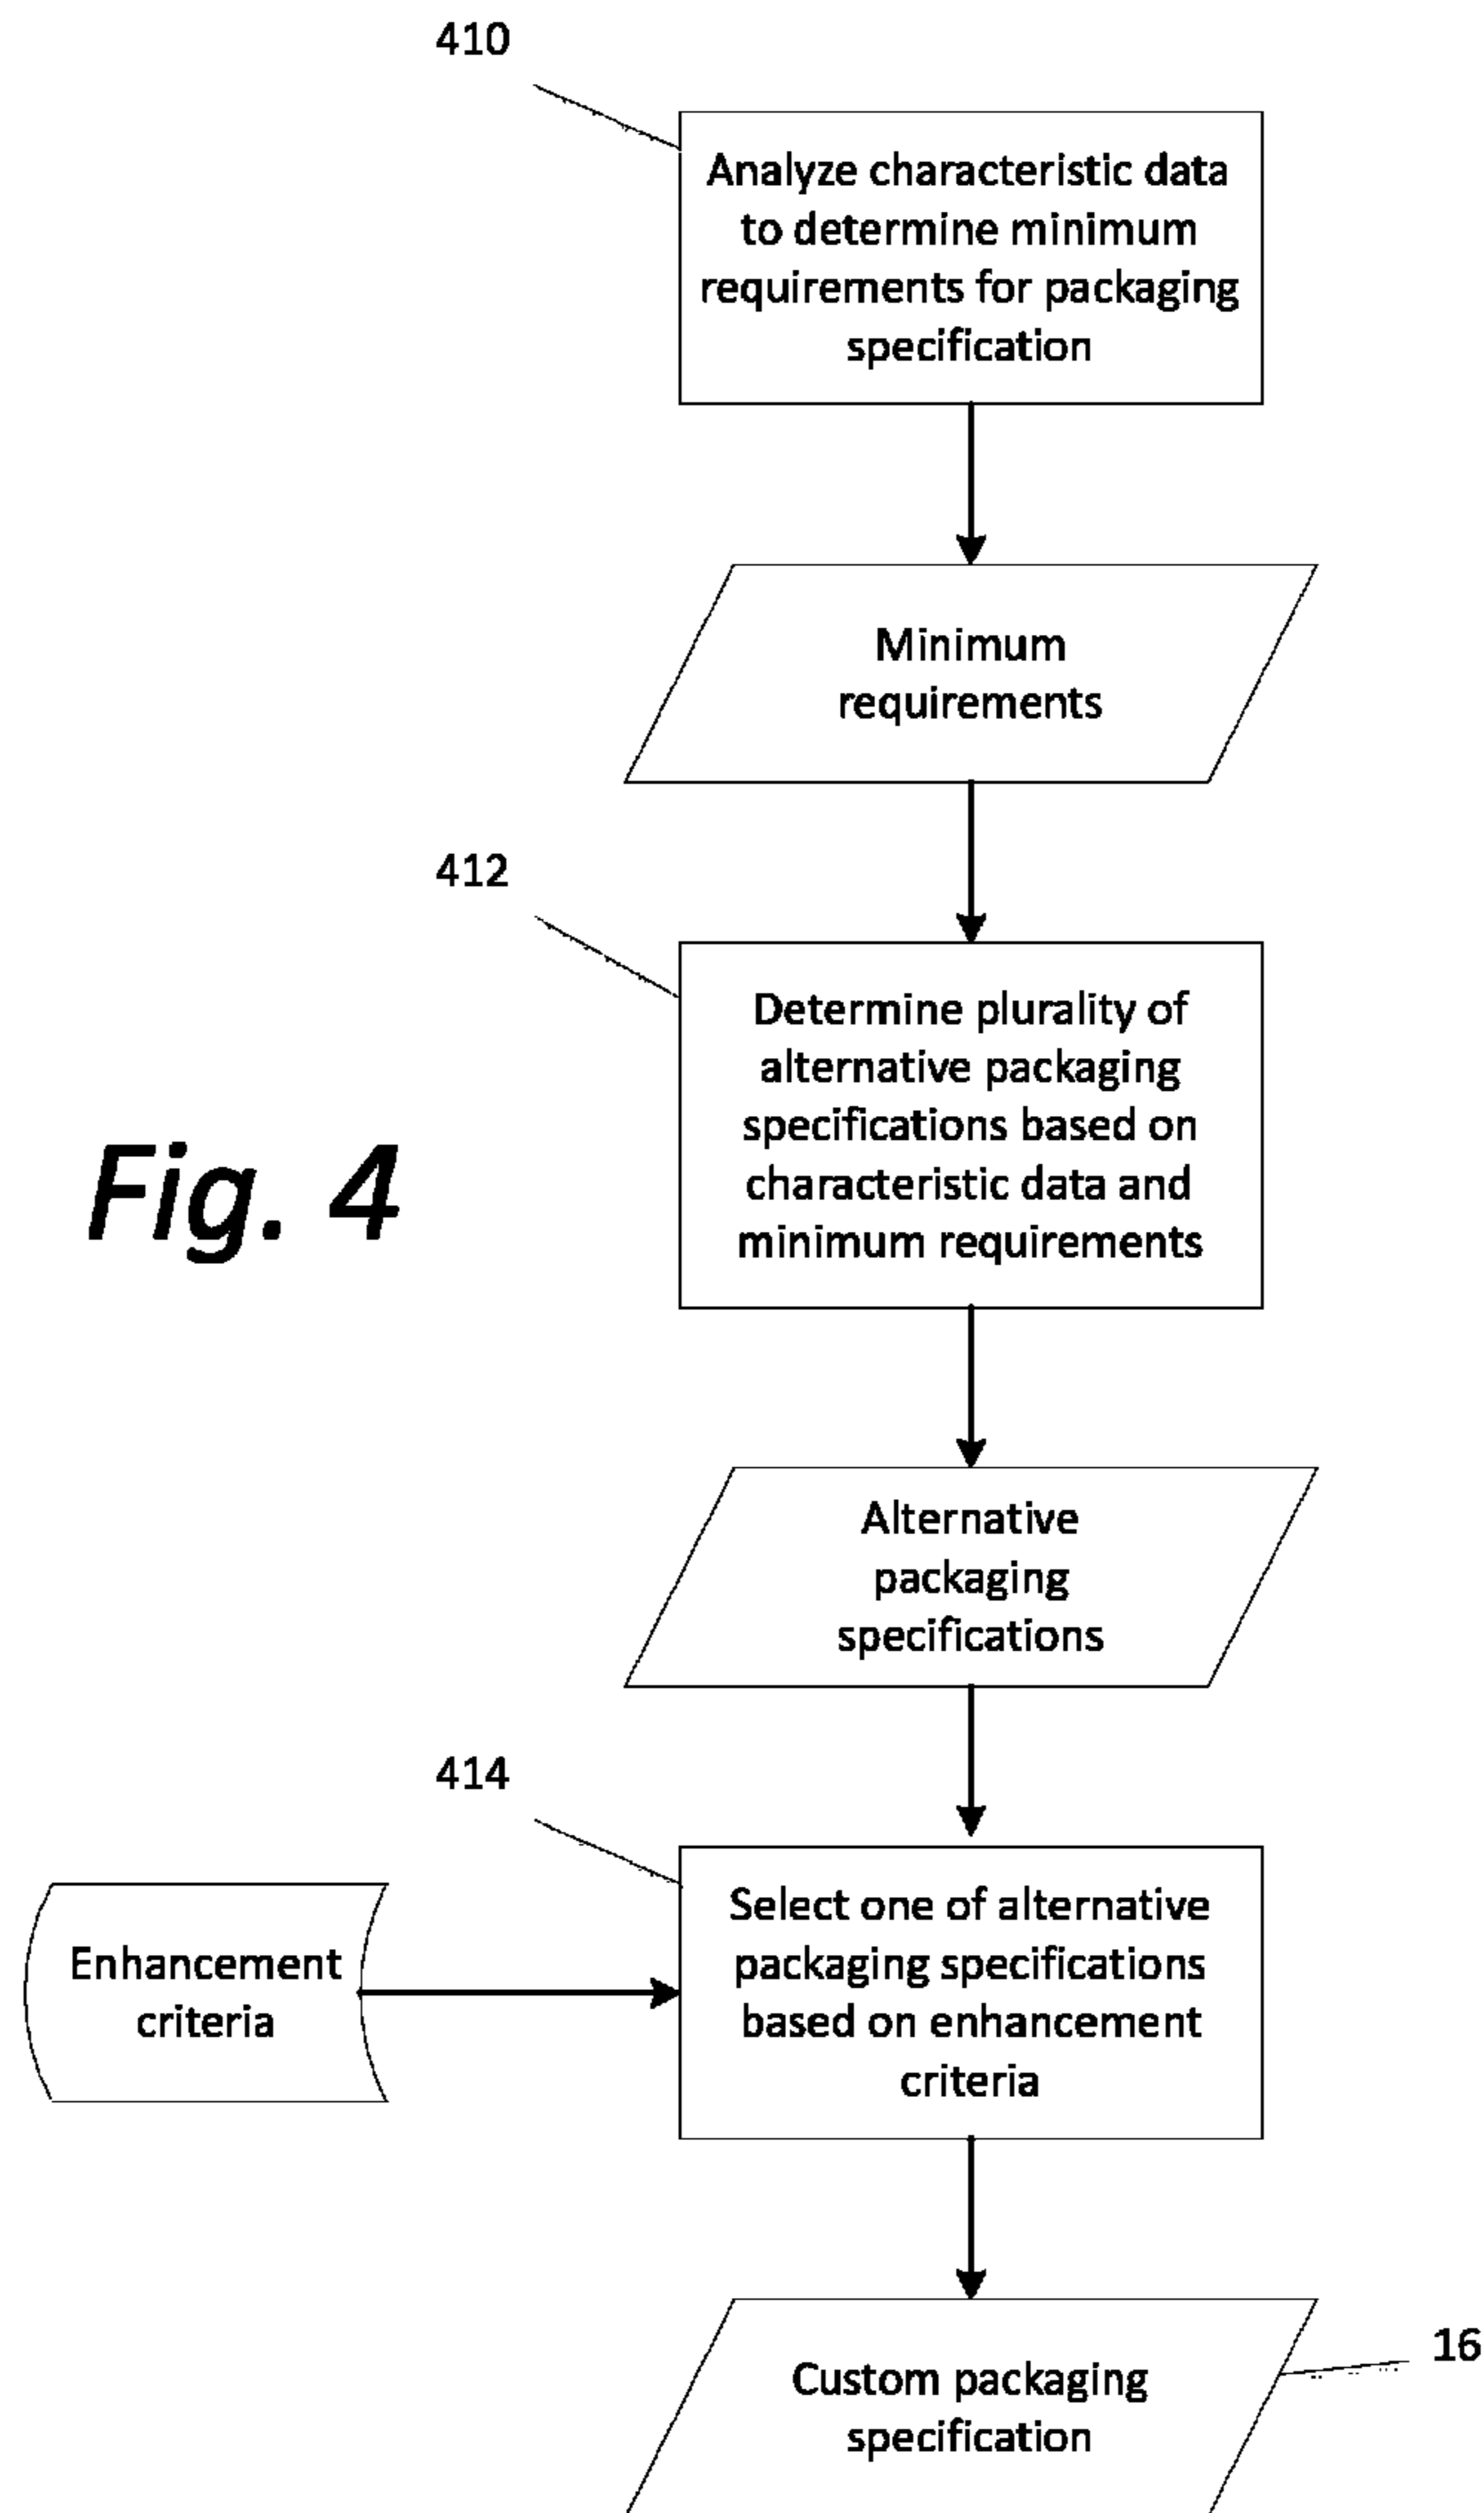 410
Analyze characteristic data
to determine minimum
requirements for packaging
specification
Minimum
requirements
412
Determine plurality of
alternative packaging
specifications based on
characteristic data and
minimum requirements
Fig. 4
Alternative
packaging
specifications
414
Select one of alternative
packaging specifications
based on enhancement
criteria
Enhancement
criteria
16
Custom packaging
specification